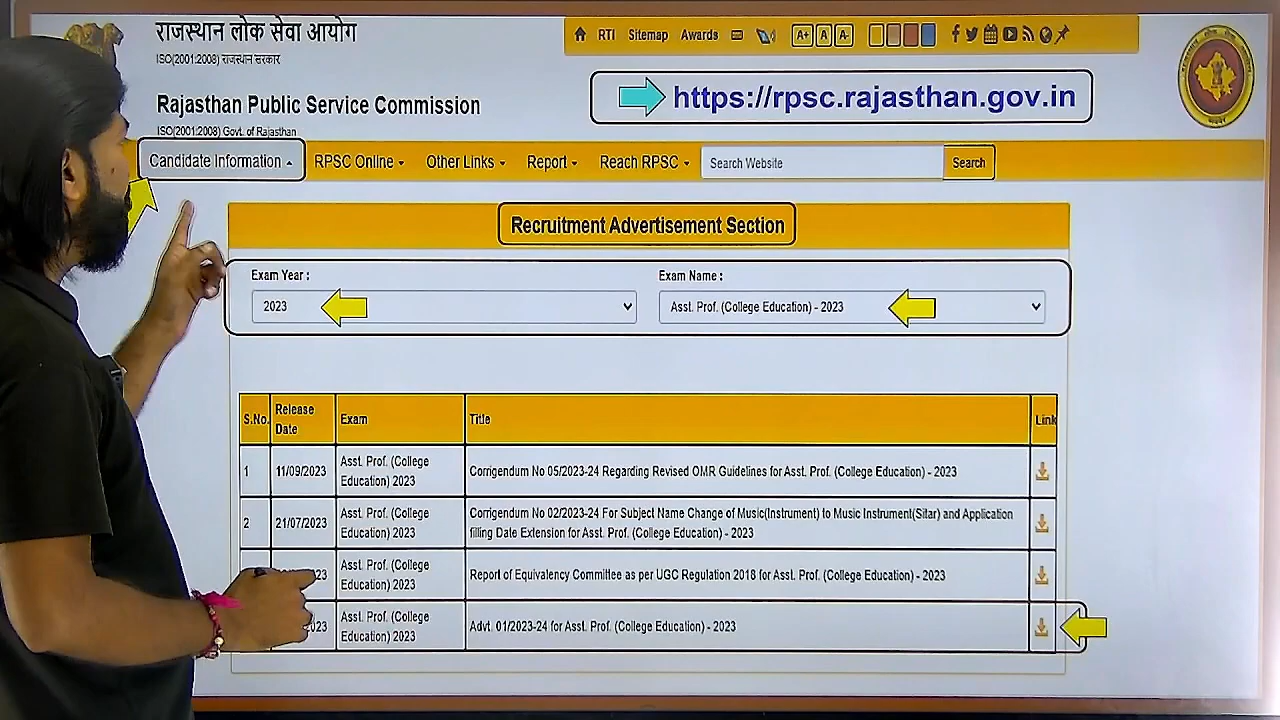 राजस्थान लोक सेवा आयोग
ISO(2001:2008) राजस्थान सरकार
Rajasthan Public Service Commission
ISO(2001:2008) Govt. of Rajasthan
RTI Sitemap Awards A+ A A-
https://rpsc.rajasthan.gov.in
Candidate Information RPSC Online Other Links Report Reach RPSC Search Website Search
Recruitment Advertisement Section
Exam Year : Exam Name :
2023 Asst. Prof. (College Education) - 2023
S.No. Release Date Exam Title Link
1 11/09/2023 Asst. Prof. (College Education) 2023 Corrigendum No 05/2023-24 Regarding Revised OMR Guidelines for Asst. Prof. (College Education) - 2023
2 21/07/2023 Asst. Prof. (College Education) 2023 Corrigendum No 02/2023-24 For Subject Name Change of Music(Instrument) to Music Instrument(Sitar) and Application
filling Date Extension for Asst. Prof. (College Education) - 2023
23 Asst. Prof. (College Education) 2023 Report of Equivalency Committee as per UGC Regulation 2018 for Asst. Prof. (College Education) - 2023
023 Asst. Prof. (College Education) 2023 Advt. 01/2023-24 for Asst. Prof. (College Education) - 2023